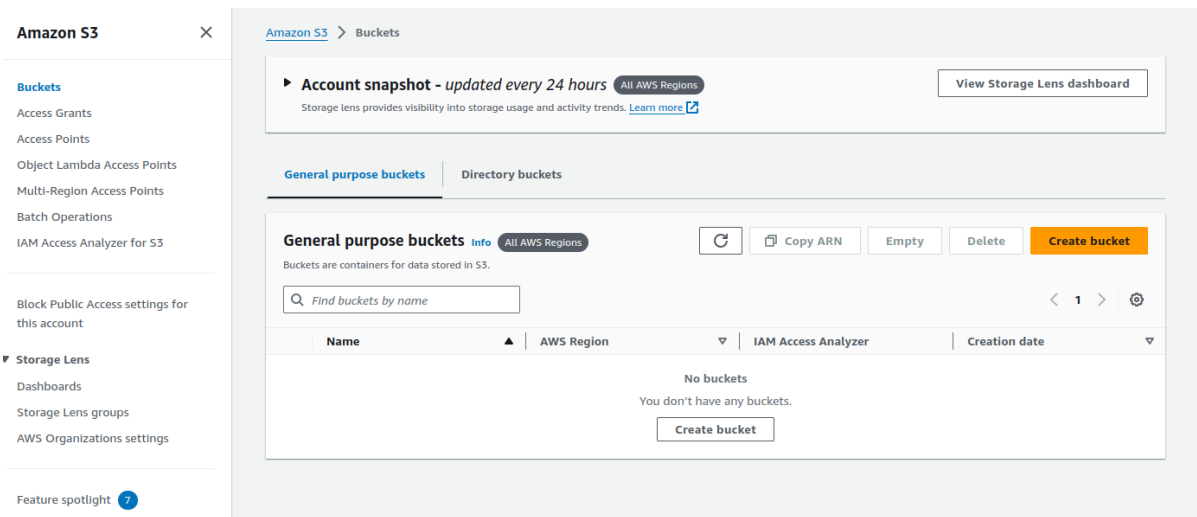 Amazon S3
Buckets
Access Grants
Access Points
Object Lambda Access Points
Multi-Region Access Points
Batch Operations
IAM Access Analyzer for S3
Block Public Access settings for
this account
Storage Lens
Dashboards
Storage Lens groups
AWS Organizations settings
Feature spotlight 7
Amazon S3 > Buckets
Account snapshot - updated every 24 hours All AWS Regions
View Storage Lens dashboard
Storage lens provides visibility into storage usage and activity trends. Learn more
General purpose buckets Directory buckets
General purpose buckets Info All AWS Regions
Copy ARN Empty Delete Create bucket
Buckets are containers for data stored in S3.
Find buckets by name
< 1 >
Name AWS Region IAM Access Analyzer Creation date
No buckets
You don't have any buckets.
Create bucket